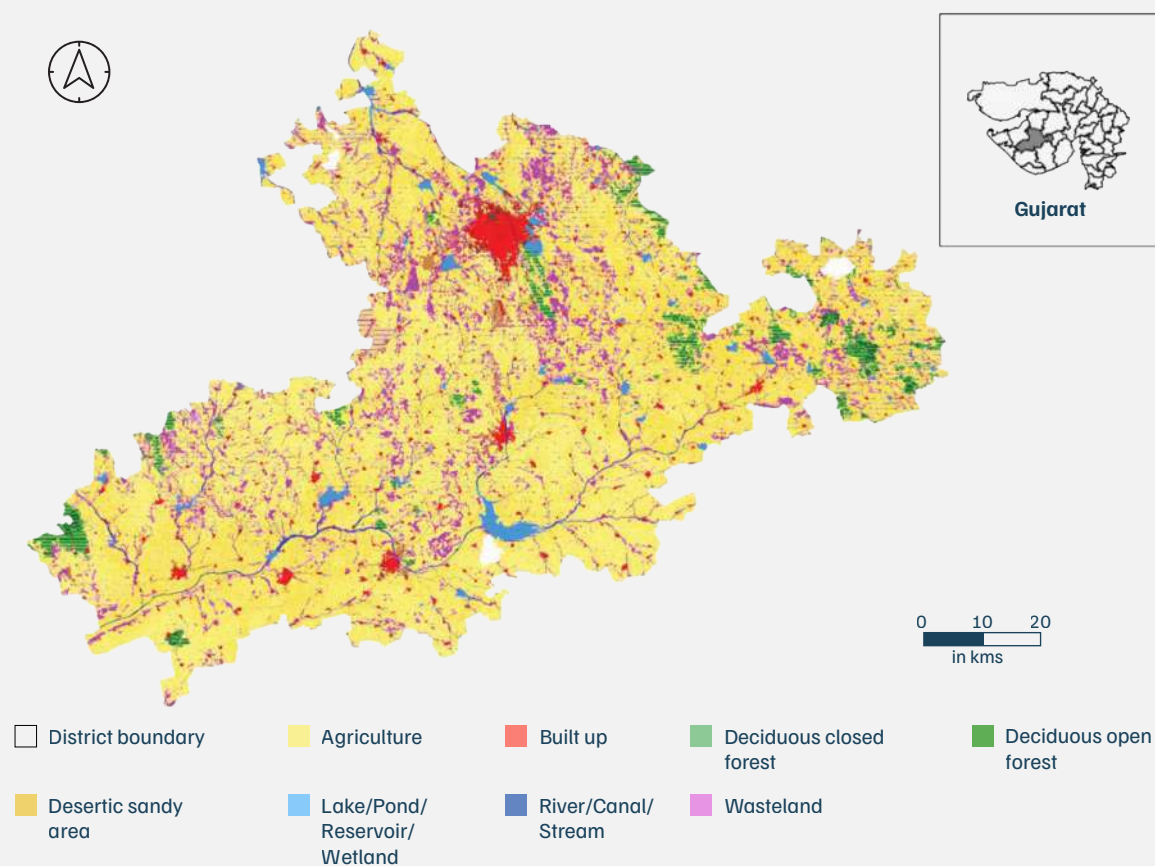 Gujarat
0 10 20
in kms
District boundary
Agriculture
Built up
Deciduous closed
forest
Deciduous open
forest
Desertic sandy
area
Lake/Pond/
Reservoir/
Wetland
River/Canal/
Stream
Wasteland